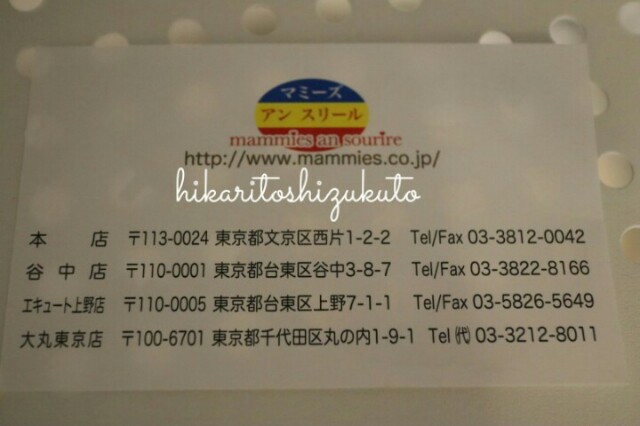 マミーズ
アン スリール
mammies an sourire
http://www.mammies.co.jp/
hikaritoshizukuto
本 店 〒113-0024 東京都文京区西片1-2-2 Tel/Fax 03-3812-0042
谷中店 〒110-0001 東京都台東区谷中3-8-7 Tel/Fax 03-3822-8166
エキュート上野店 〒110-0005 東京都台東区上野7-1-1 Tel/Fax 03-5826-5649
大丸東京店 〒100-6701 東京都千代田区丸の内1-9-1 Tel ㈹ 03-3212-8011